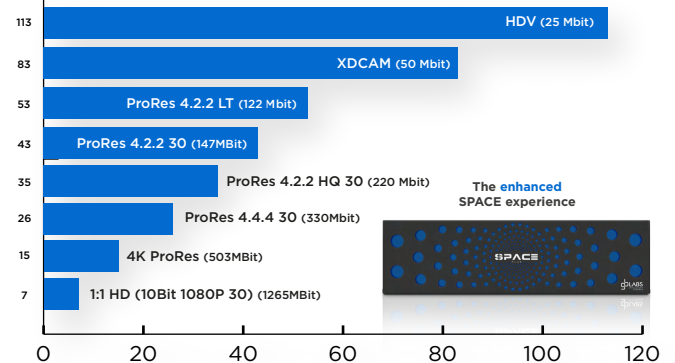 113 HDV (25 Mbit)
83 XDCAM (50 Mbit)
53 ProRes 4.2.2 LT (122 Mbit)
43 ProRes 4.2.2 30 (147MBit)
35 ProRes 4.2.2 HQ 30 (220 Mbit)
26 ProRes 4.4.4 30 (330Mbit)
15 4K ProRes (503MBit)
7 1:1 HD (10Bit 1080P 30) (1265MBit)
The enhanced
SPACE experience
SPACE
LABS
0 20 40 60 80 100 120